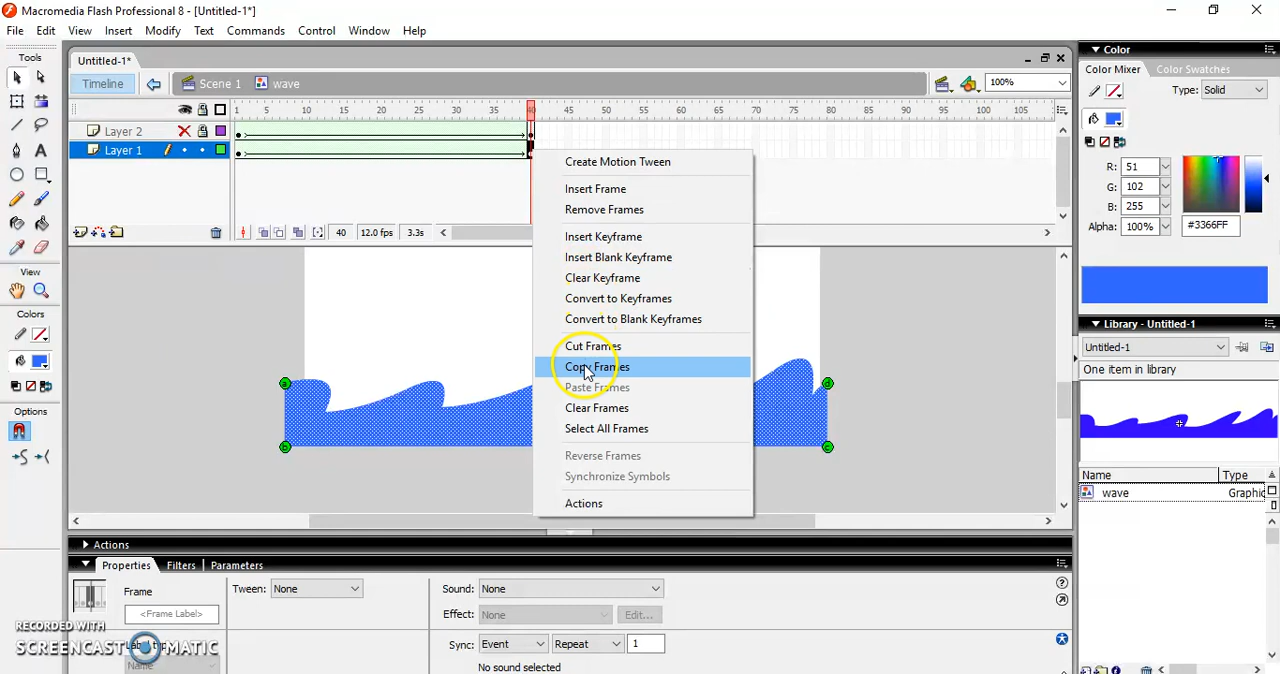 Macromedia Flash Professional 8 - [Untitled-1*]
File Edit View Insert Modify Text Commands Control Window Help
Tools
Untitled-1*
Timeline Scene 1 wave 100%
1 5 10 15 20 25 30 35 40 45 50 55 60 65 70 75 80 85 90 95 100 105
Layer 2
Layer 1
40 12.0 fps 3.3s
View
Colors
Options
Create Motion Tween
Insert Frame
Remove Frames
Insert Keyframe
Insert Blank Keyframe
Clear Keyframe
Convert to Keyframes
Convert to Blank Keyframes
Cut Frames
Copy Frames
Paste Frames
Clear Frames
Select All Frames
Reverse Frames
Synchronize Symbols
Actions
a
b
c
d
Color
Color Mixer Color Swatches
Type: Solid
R: 51
G: 102
B: 255
Alpha: 100% #3366FF
Library - Untitled-1
Untitled-1
One item in library
Name Type
wave Graphic
Actions
Properties Filters Parameters
Frame
<Frame Label>
Label type:
Name
Tween: None
Sound: None
Effect: None Edit...
Sync: Event Repeat 1
No sound selected
RECORDED WITH
SCREENCAST MATIC